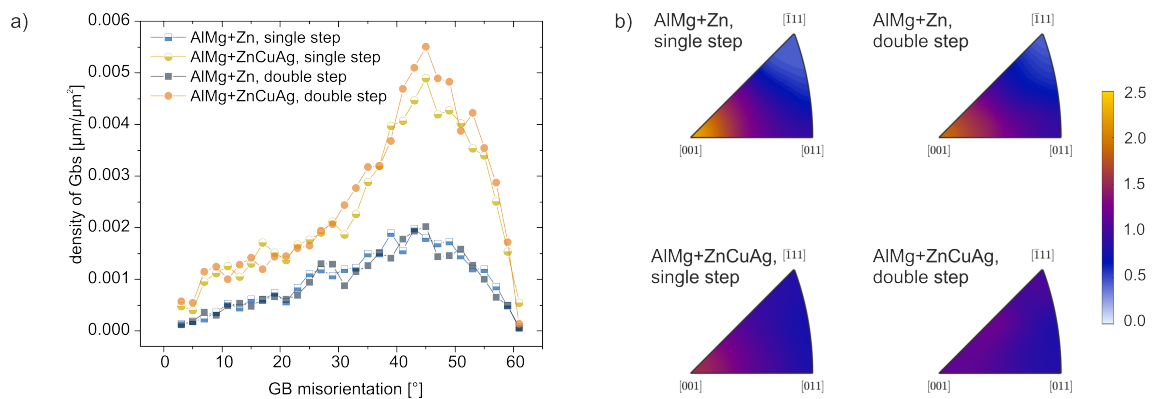 a)
density of Gbs [µm/µm²]
0.006
0.005
0.004
0.003
0.002
0.001
0.000
AlMg+Zn, single step
AlMg+ZnCuAg, single step
AlMg+Zn, double step
AlMg+ZnCuAg, double step
0 10 20 30 40 50 60
GB misorientation [°]
b)
AlMg+Zn,
single step
[1̅11]
[001]
[011]
AlMg+Zn,
double step
[1̅11]
[001]
[011]
AlMg+ZnCuAg,
single step
[1̅11]
[001]
[011]
AlMg+ZnCuAg,
double step
[1̅11]
[001]
[011]
2.5
2.0
1.5
1.0
0.5
0.0